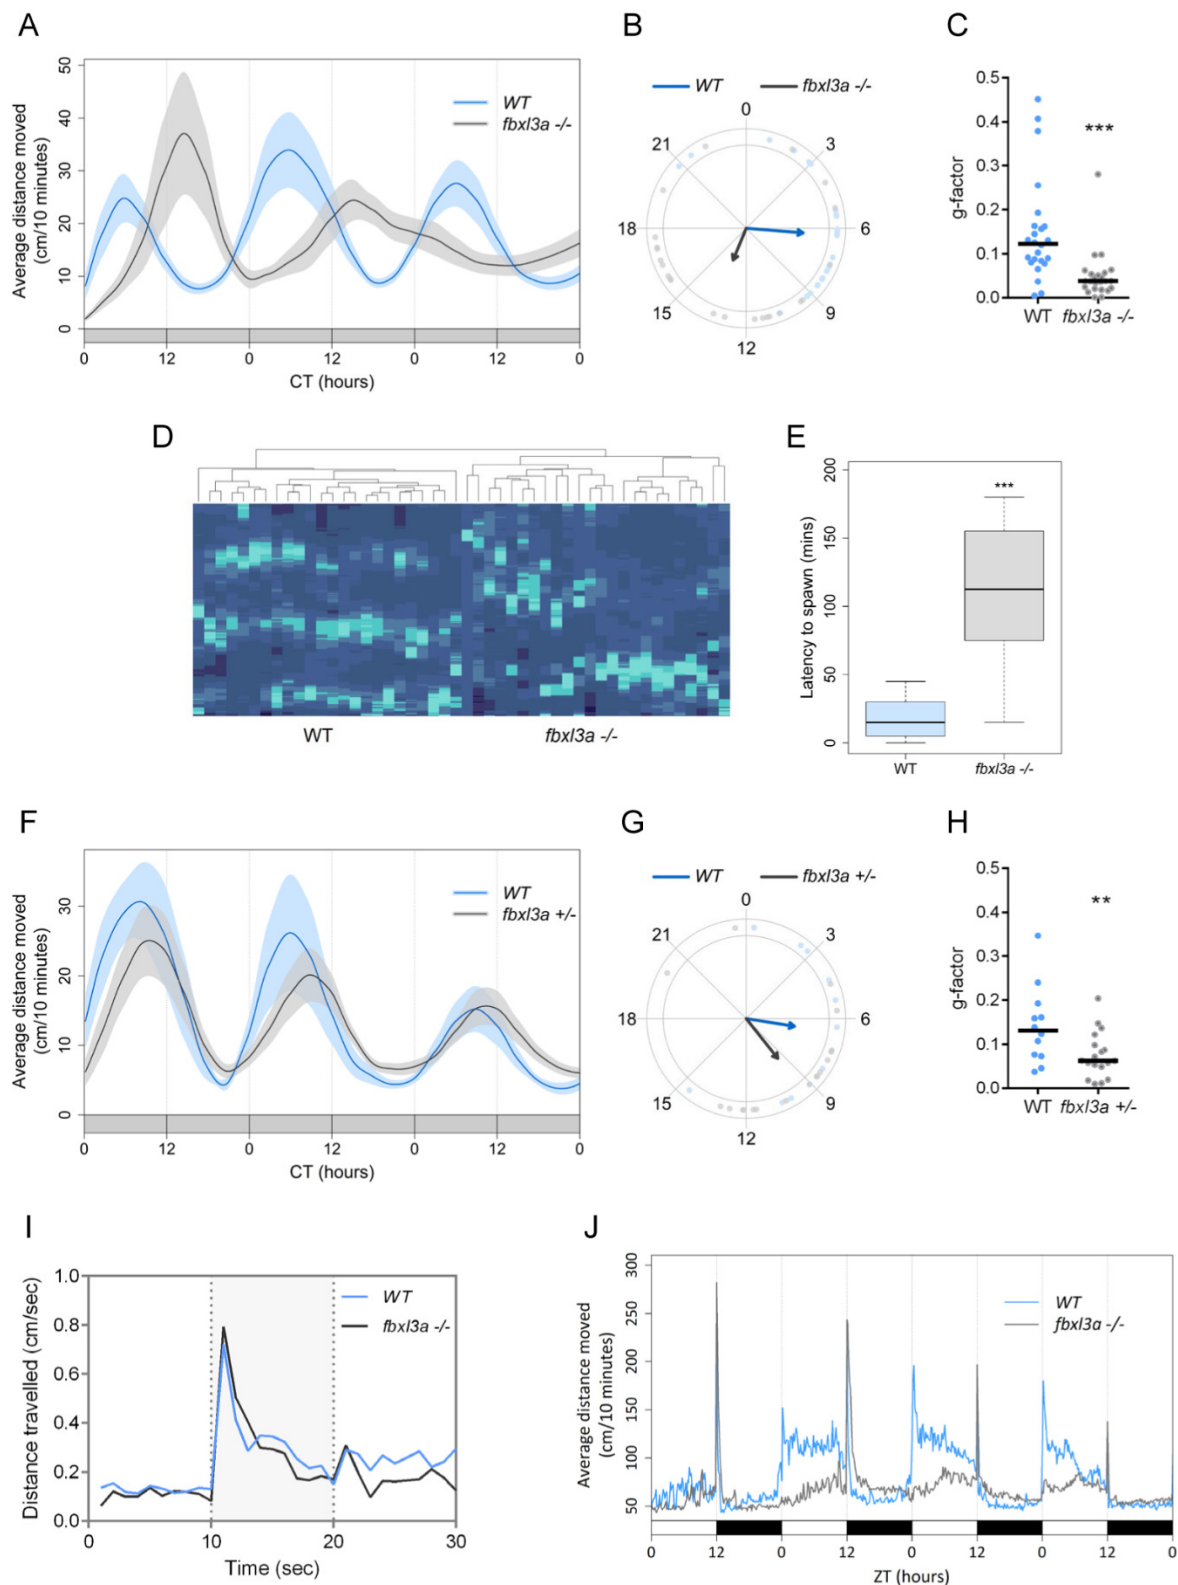 A
Average distance moved
(cm/10 minutes)
50
40
30
20
10
0
WT
fbxl3a -/-
0 12 0 12 0 12 0
CT (hours)
B
WT fbxl3a -/-
0
21 3
18 6
15 9
12
C
g-factor
0.5
0.4
0.3
0.2
0.1
0.0
***
WT fbxl3a -/-
D
WT fbxl3a -/-
E
Latency to spawn (mins)
200
150
100
50
0
***
WT fbxl3a -/-
F
Average distance moved
(cm/10 minutes)
30
20
10
0
WT
fbxl3a +/-
0 12 0 12 0 12 0
CT (hours)
G
WT fbxl3a +/-
0
21 3
18 6
15 9
12
H
g-factor
0.5
0.4
0.3
0.2
0.1
0.0
**
WT fbxl3a +/-
I
Distance travelled (cm/sec)
1.0
0.8
0.6
0.4
0.2
0.0
WT
fbxl3a -/-
0 10 20 30
Time (sec)
J
Average distance moved
(cm/10 minutes)
300
250
200
150
100
50
WT
fbxl3a -/-
0 12 0 12 0 12 0 12 0
ZT (hours)